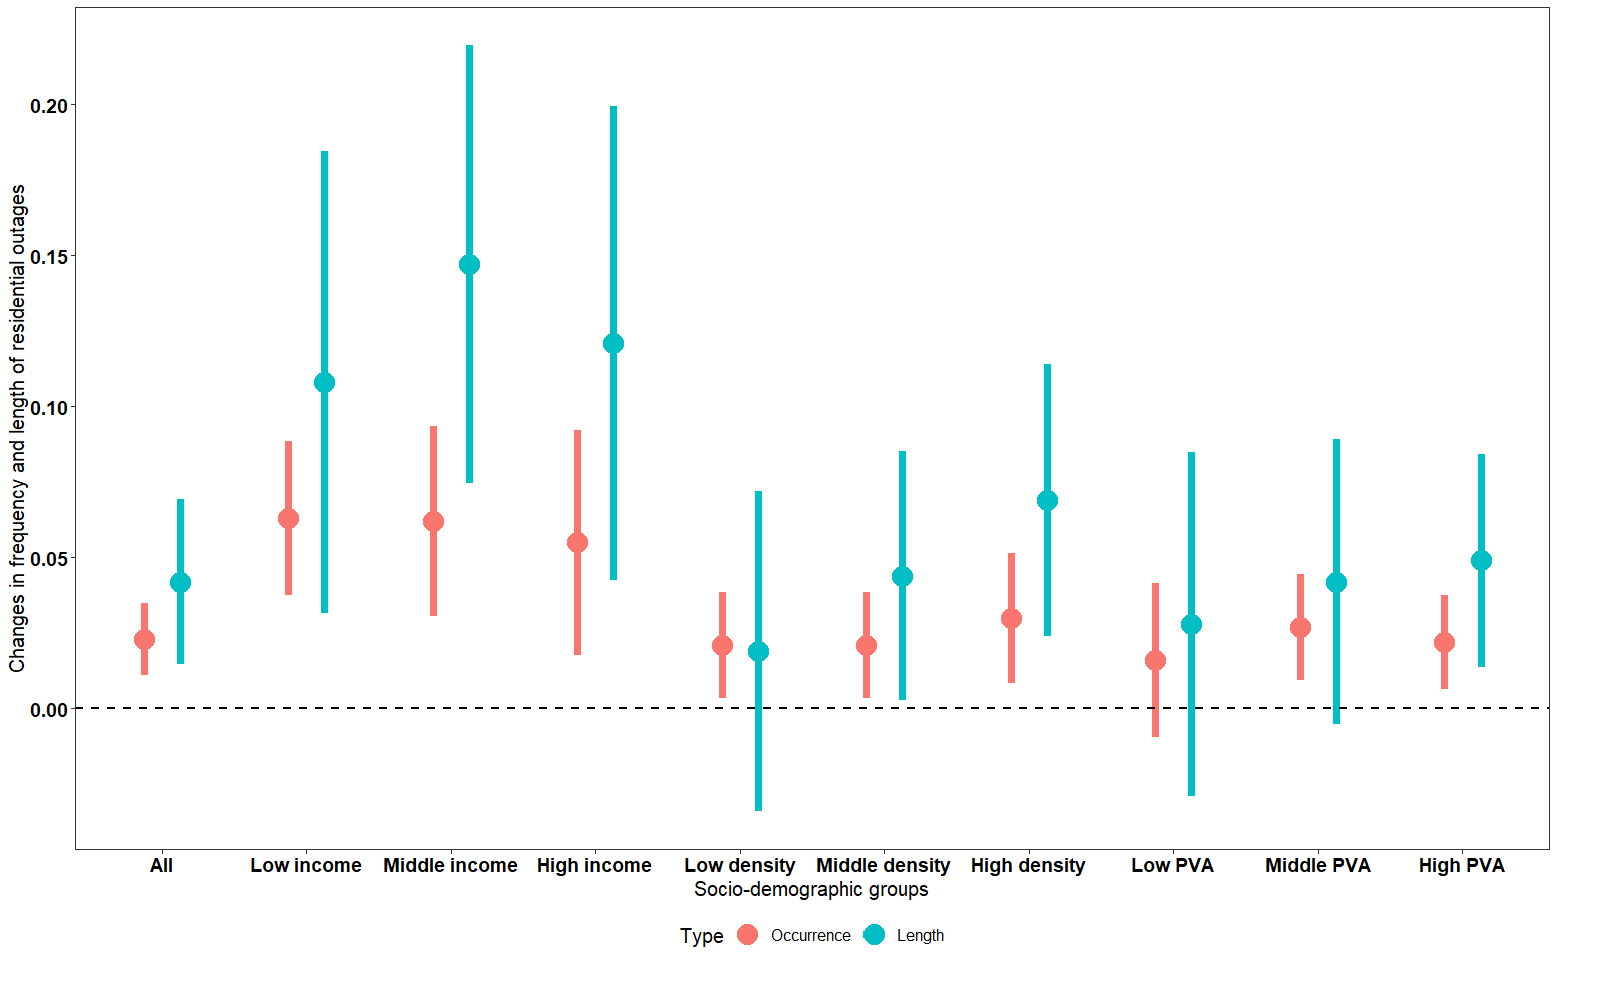 Changes in frequency and length of residential outages
0.20
0.15
0.10
0.05
0.00
All Low income Middle income High income Low density Middle density High density Low PVA Middle PVA High PVA
Socio-demographic groups
Type Occurrence Length